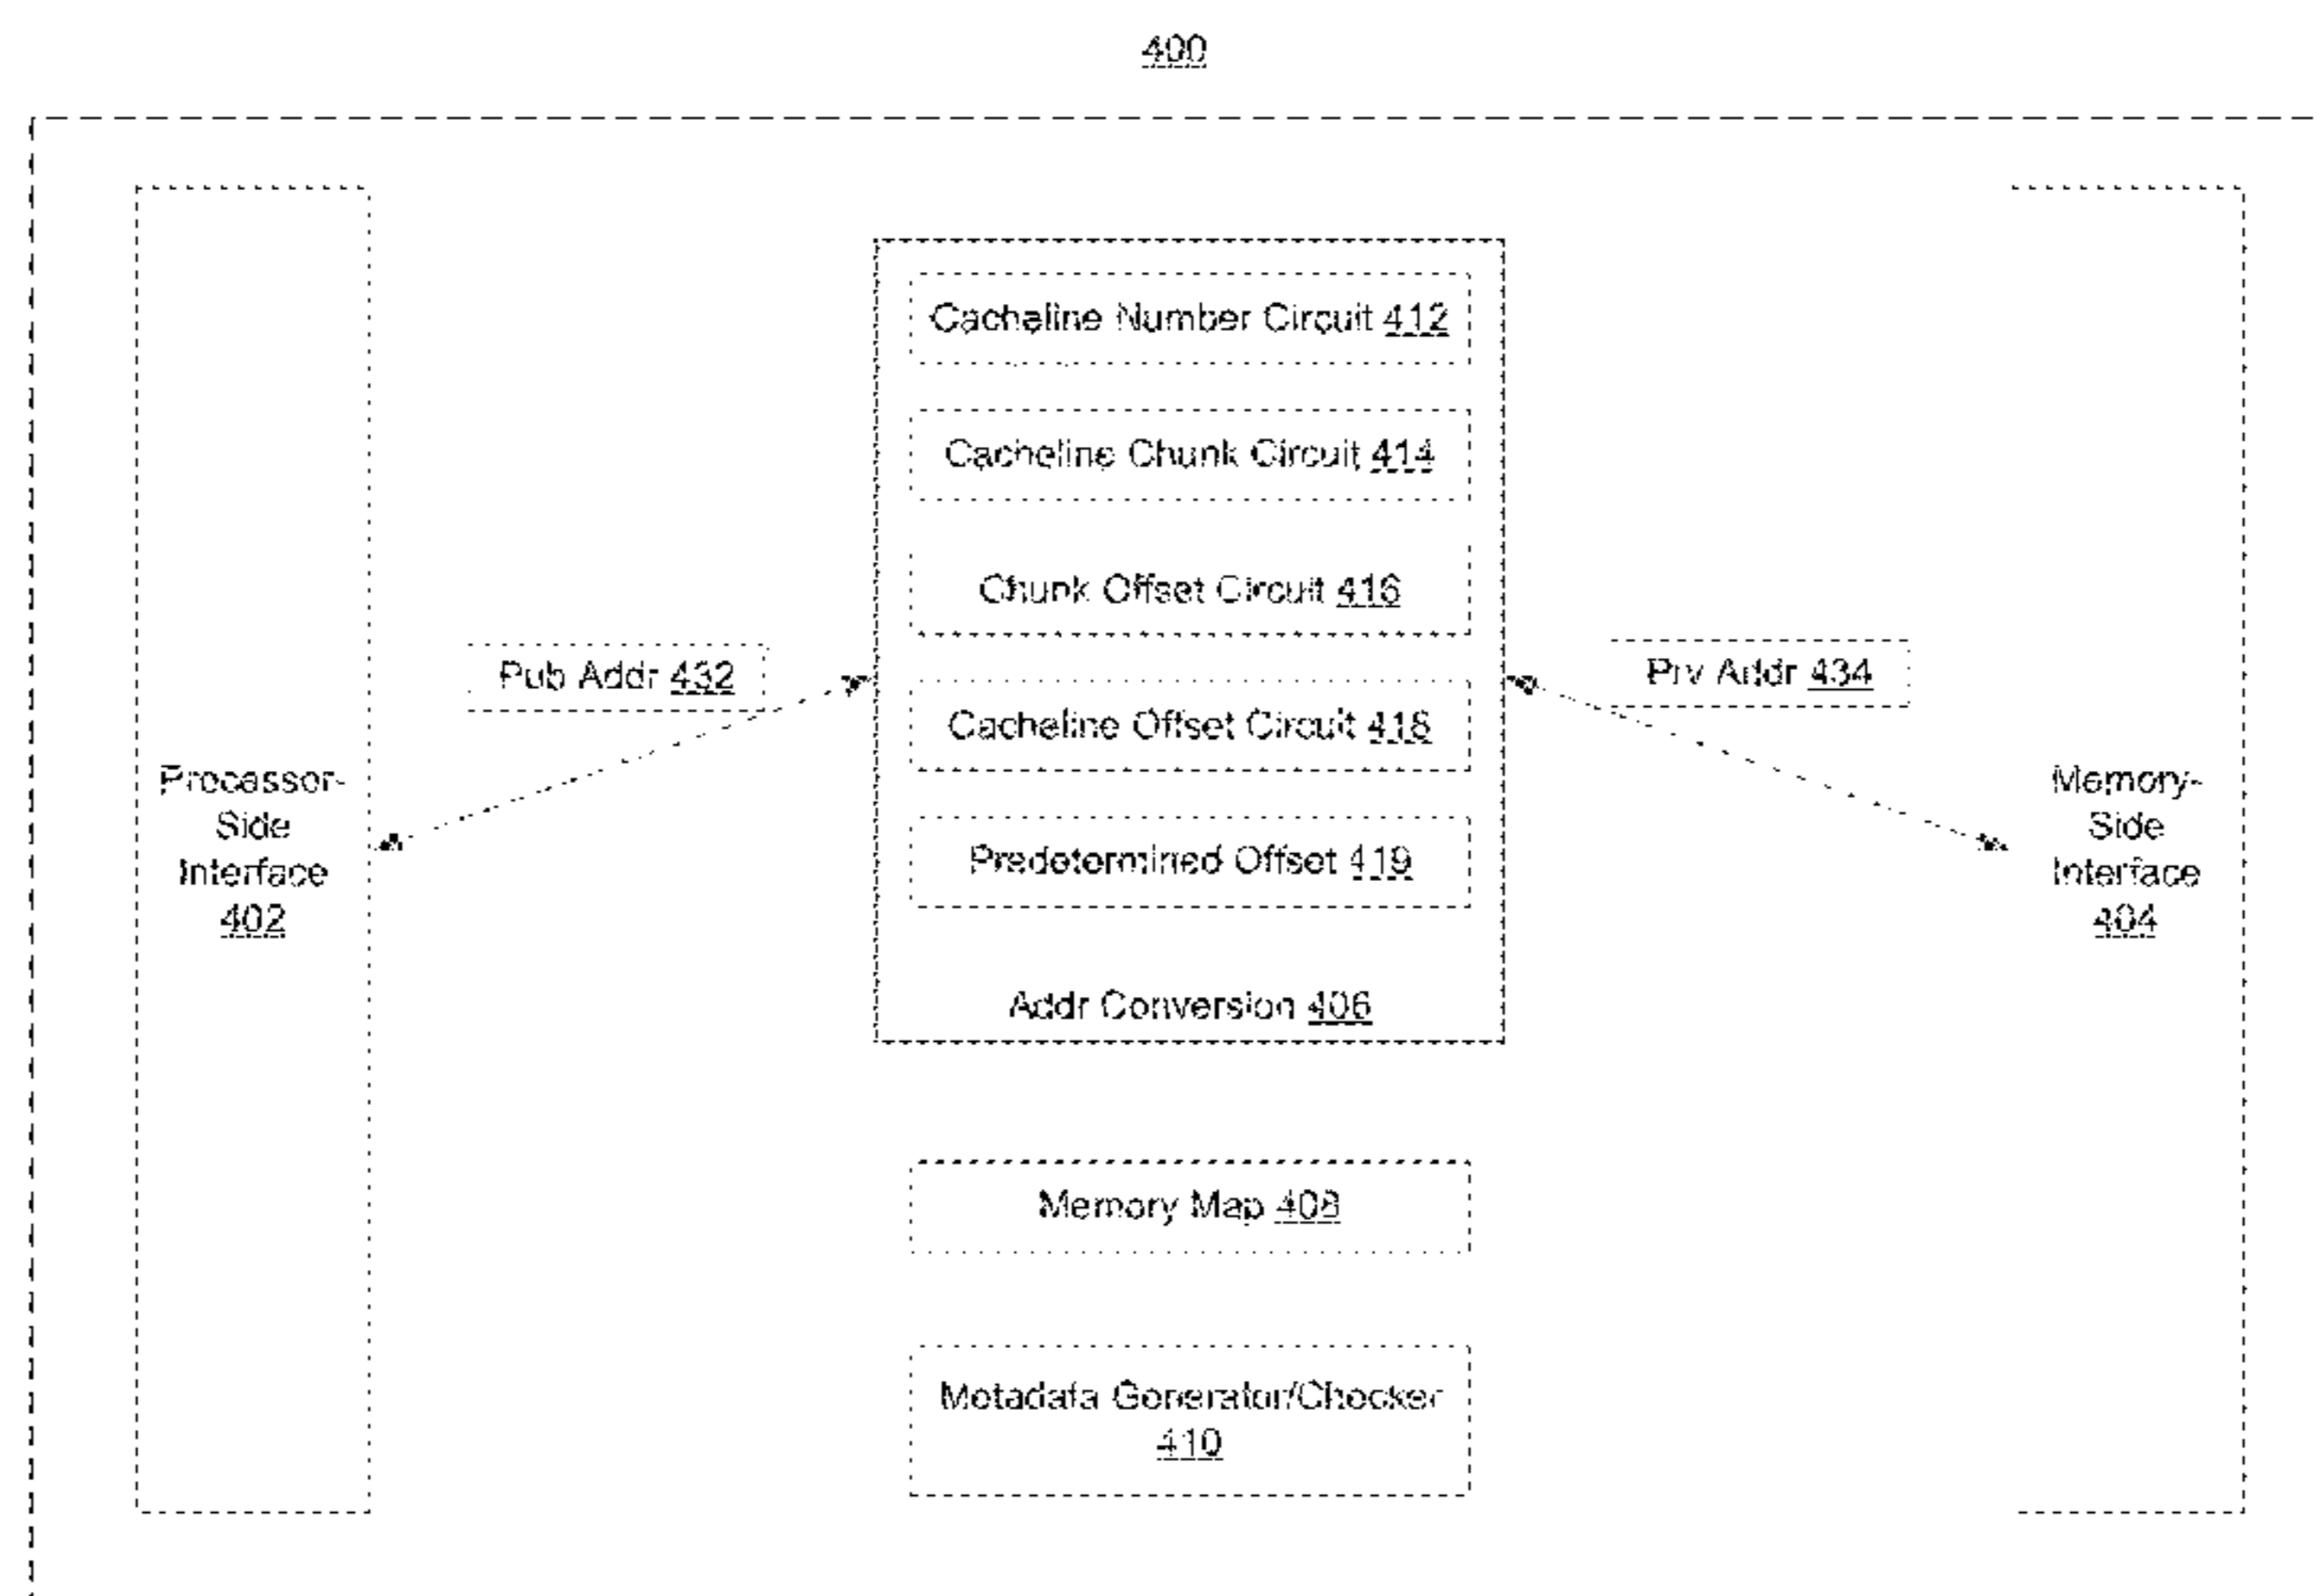 400
Cacheline Number Circuit 412
Cacheline Chunk Circuit 414
Chunk Offset Circuit 416
Pub Addr 432
Prv Addr 434
Cacheline Offset Circuit 418
Processor-
Side
Interface
402
Memory-
Side
Interface
404
Predetermined Offset 419
Addr Conversion 406
Memory Map 408
Metadata Generator/Checker
410